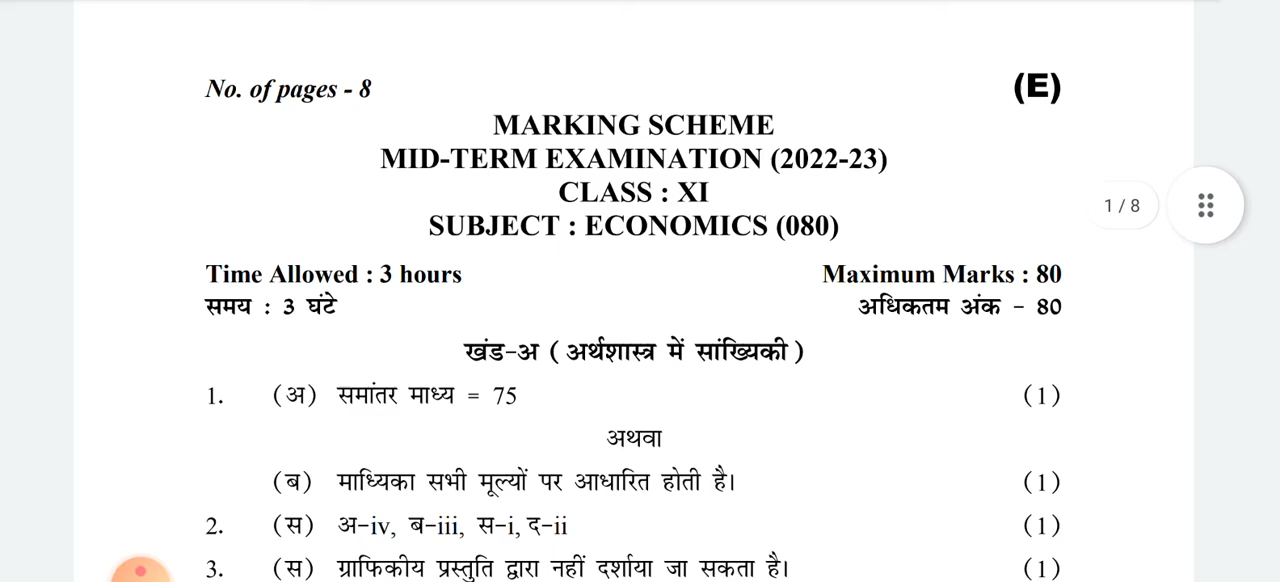 No. of pages - 8 (E)
MARKING SCHEME
MID-TERM EXAMINATION (2022-23)
CLASS : XI
1 / 8
SUBJECT : ECONOMICS (080)
Time Allowed : 3 hours Maximum Marks : 80
समय : 3 घंटे अधिकतम अंक - 80
खंड-अ ( अर्थशास्त्र में सांख्यिकी )
1. (अ) समांतर माध्य = 75 (1)
अथवा
(ब) माध्यिका सभी मूल्यों पर आधारित होती है। (1)
2. (स) अ-iv, ब-iii, स-i, द-ii (1)
3. (स) ग्राफिकीय प्रस्तुति द्वारा नहीं दर्शाया जा सकता है। (1)